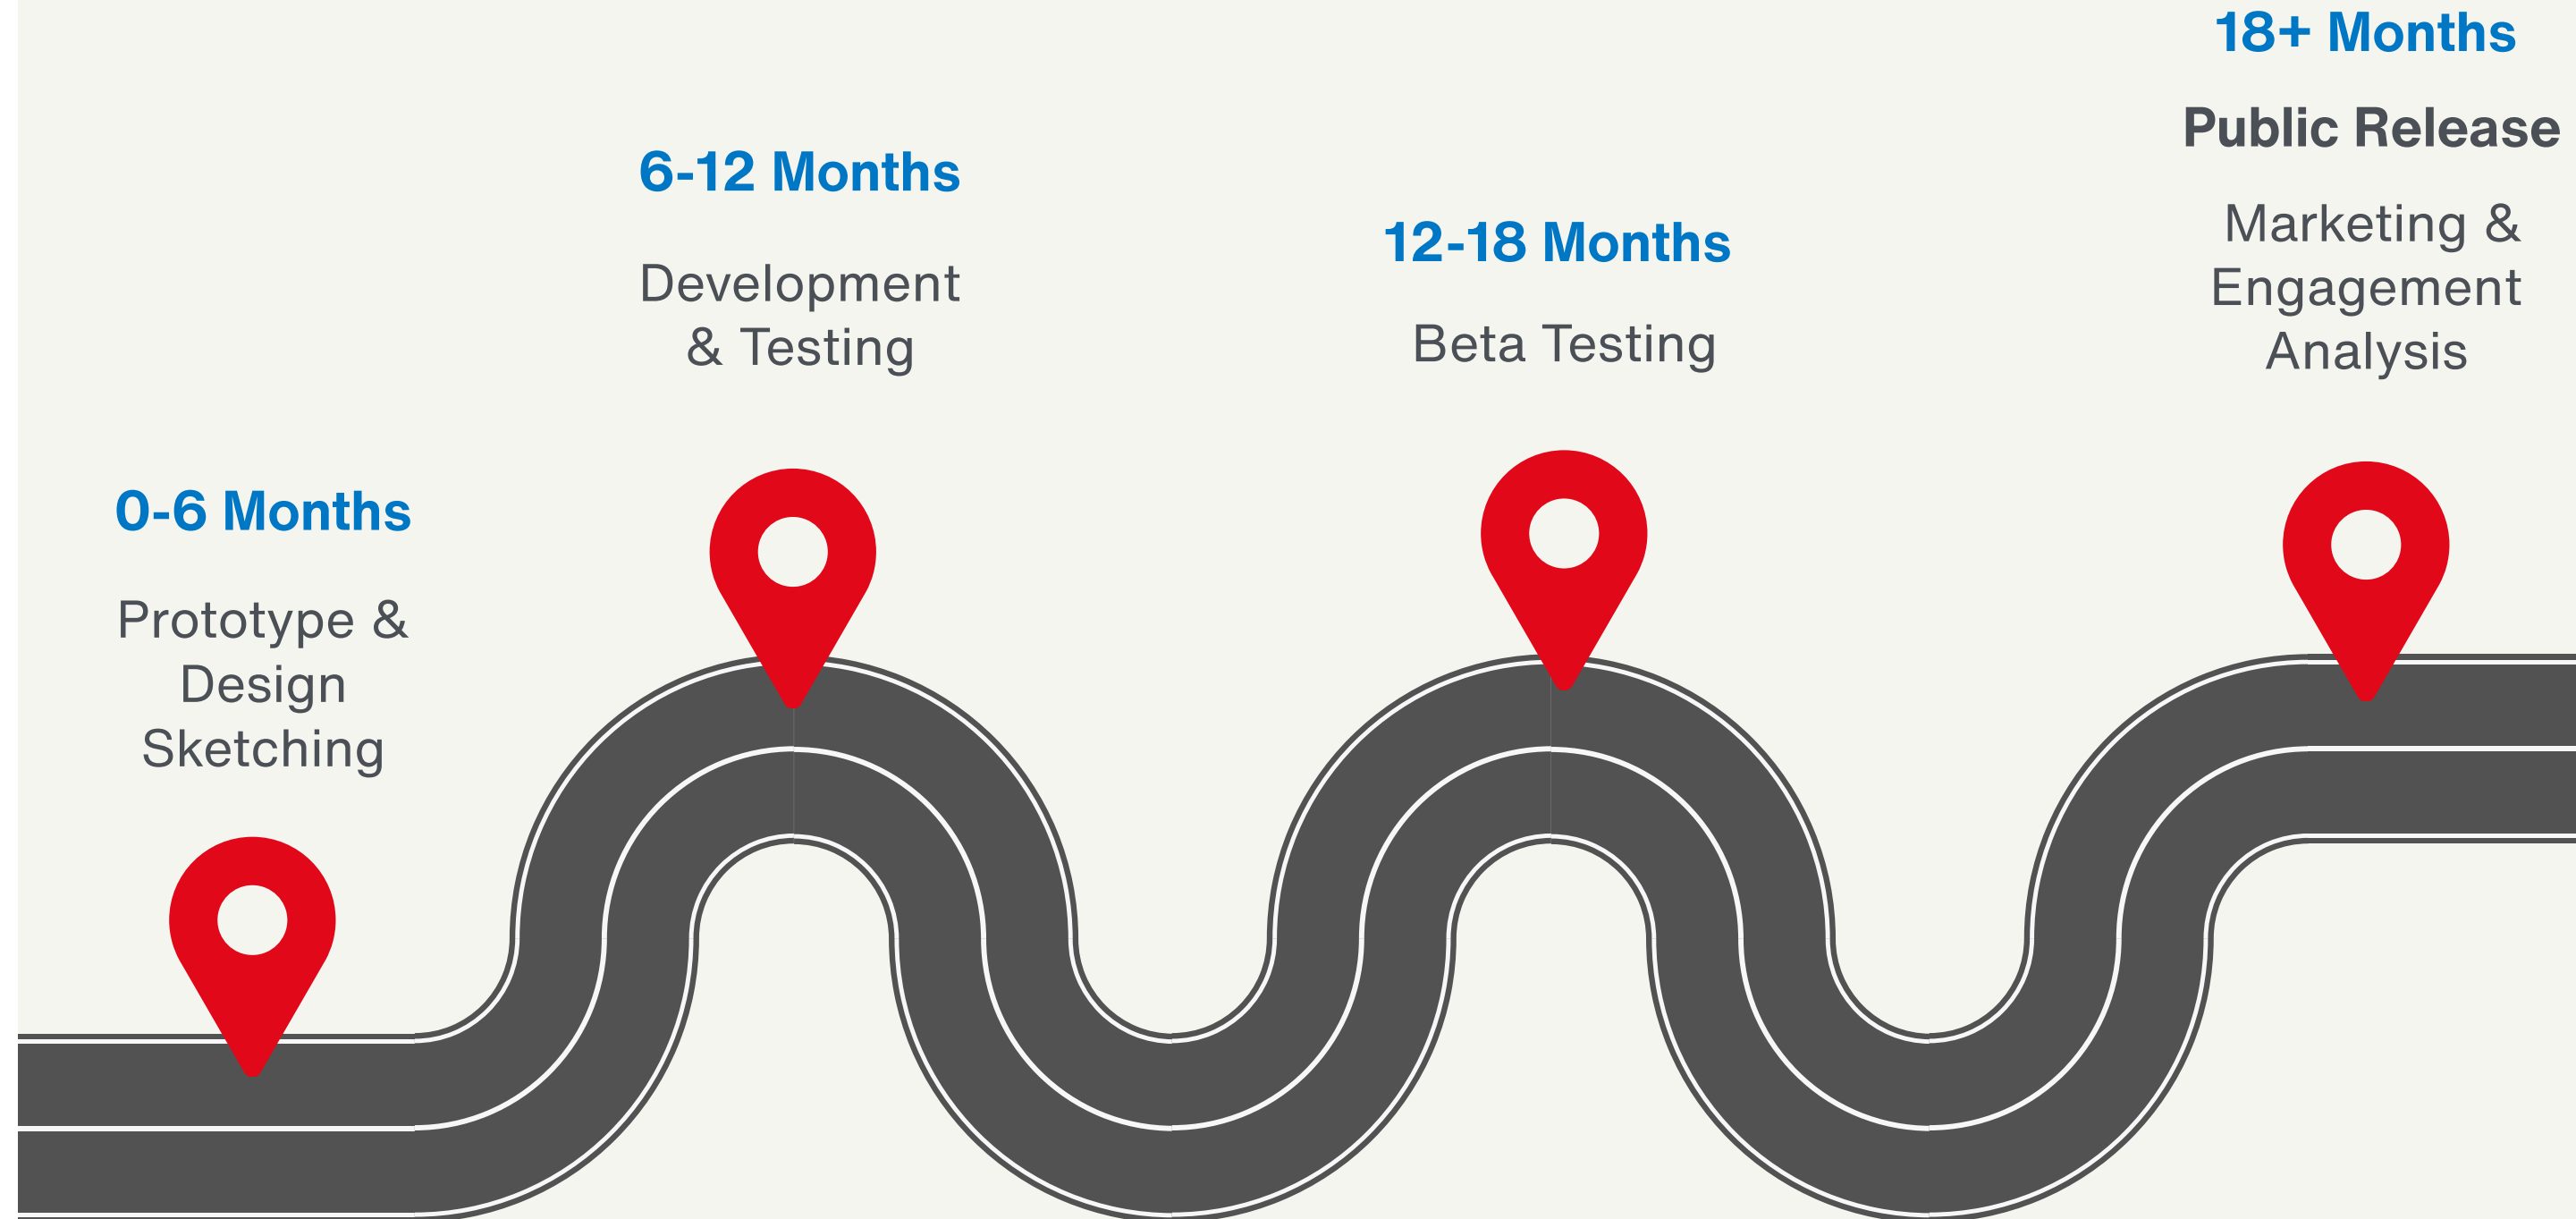 0-6 Months
Prototype &
Design
Sketching
6-12 Months
Development
& Testing
12-18 Months
Beta Testing
18+ Months
Public Release
Marketing &
Engagement
Analysis